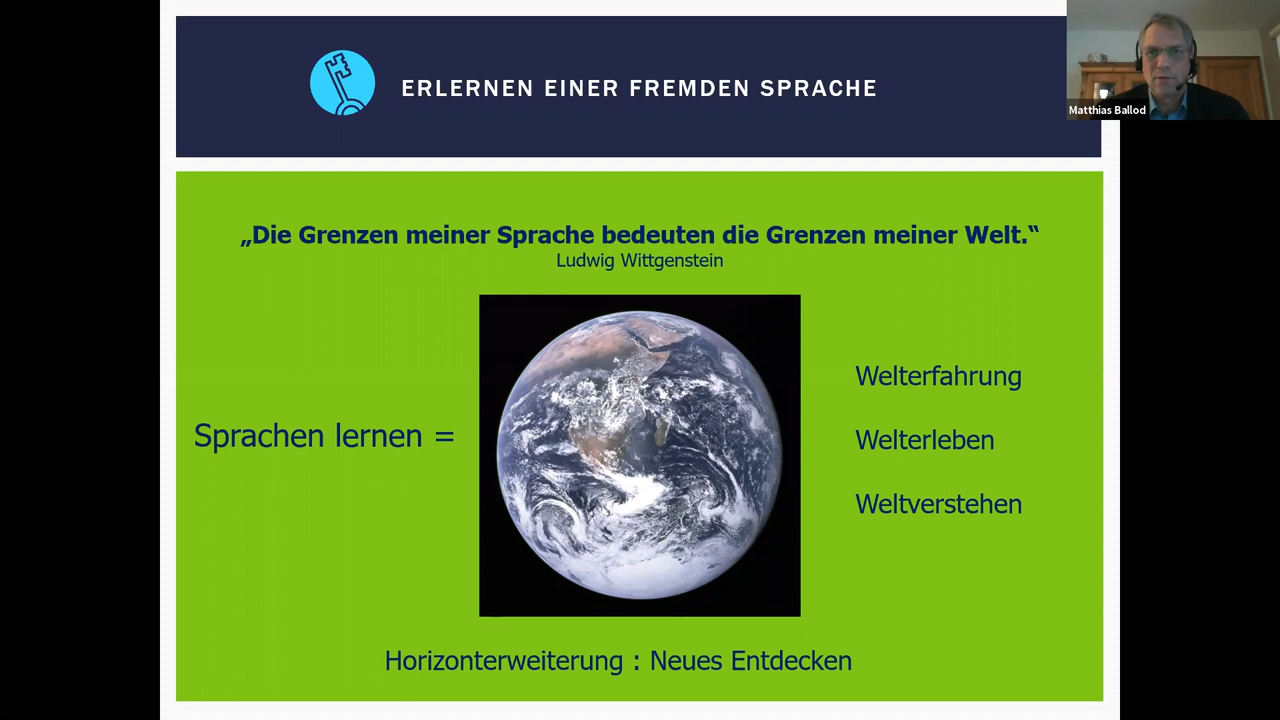 ERLERNEN EINER FREMDEN SPRACHE
Matthias Ballod
„Die Grenzen meiner Sprache bedeuten die Grenzen meiner Welt.“
Ludwig Wittgenstein
Sprachen lernen =
Welterfahrung
Welterleben
Weltverstehen
Horizonterweiterung : Neues Entdecken